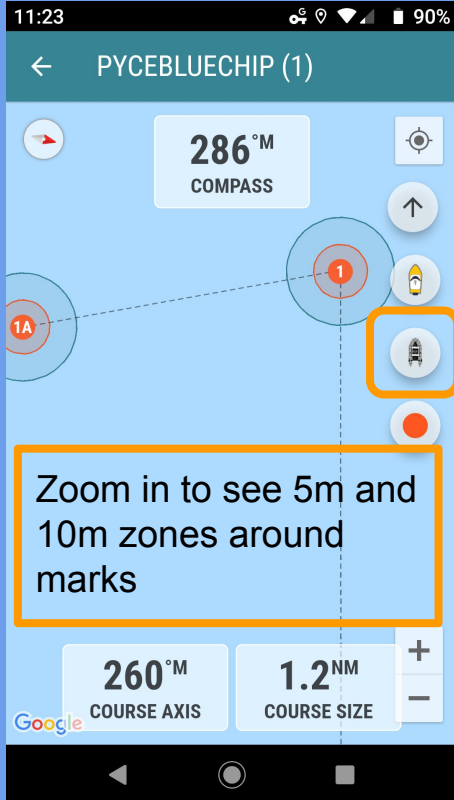 11:23
90%
PYCEBLUECHIP (1)
286°M
COMPASS
1
1A
Zoom in to see 5m and
10m zones around
marks
260°M
COURSE AXIS
1.2NM
COURSE SIZE
Google